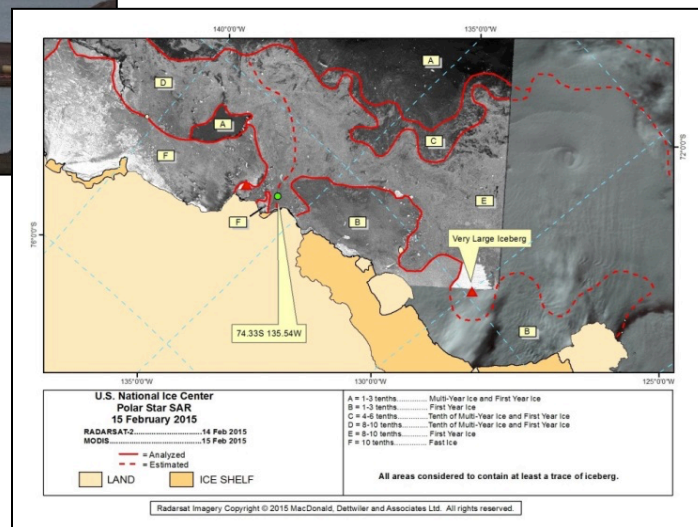 140°0'0"W
135°0'0"W
A
D
A
C
72°0'0"S
F
E
76°0'0"S
F
B
Very Large Iceberg
74.33S 135.54W
B
135°0'0"W
130°0'0"W
125°0'0"W
U.S. National Ice Center
Polar Star SAR
15 February 2015
RADARSAT-2..........................14 Feb 2015
MODIS..................................15 Feb 2015
= Analyzed
= Estimated
LAND
ICE SHELF
A = 1-3 tenths............. Multi-Year Ice and First Year Ice
B = 1-3 tenths............. First Year Ice
C = 4-6 tenths............. Tenth of Multi-Year Ice and First Year Ice
D = 8-10 tenths........... Tenth of Multi-Year Ice and First Year Ice
E = 8-10 tenths........... First Year Ice
F = 10 tenths.............. Fast Ice
All areas considered to contain at least a trace of iceberg.
Radarsat Imagery Copyright © 2015 MacDonald, Dettwiler and Associates Ltd. All rights reserved.